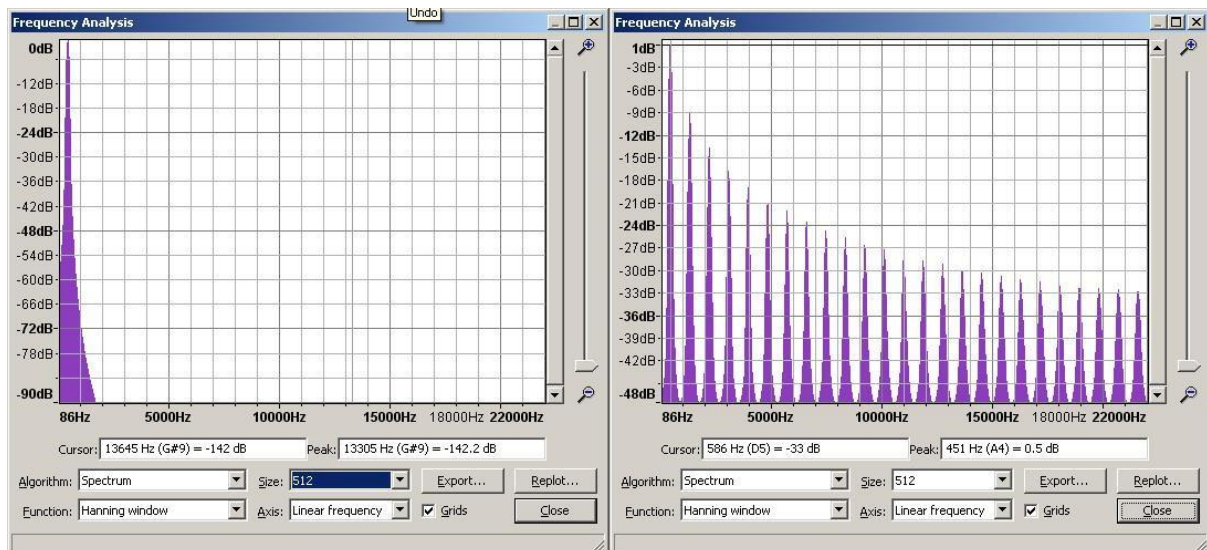 Undo
Frequency Analysis
0dB
-12dB
-18dB
-24dB
-30dB
-36dB
-42dB
-48dB
-54dB
-60dB
-66dB
-72dB
-78dB
-90dB
86Hz 5000Hz 10000Hz 15000Hz 18000Hz 22000Hz
Cursor: 13645 Hz (G#9) = -142 dB Peak: 13305 Hz (G#9) = -142.2 dB
Algorithm: Spectrum Size: 512 Export... Replot...
Function: Hanning window Axis: Linear frequency Grids Close
Frequency Analysis
1dB
-3dB
-6dB
-9dB
-12dB
-15dB
-18dB
-21dB
-24dB
-27dB
-30dB
-33dB
-36dB
-39dB
-42dB
-48dB
86Hz 5000Hz 10000Hz 15000Hz 18000Hz 22000Hz
Cursor: 586 Hz (D5) = -33 dB Peak: 451 Hz (A4) = 0.5 dB
Algorithm: Spectrum Size: 512 Export... Replot...
Function: Hanning window Axis: Linear frequency Grids Close